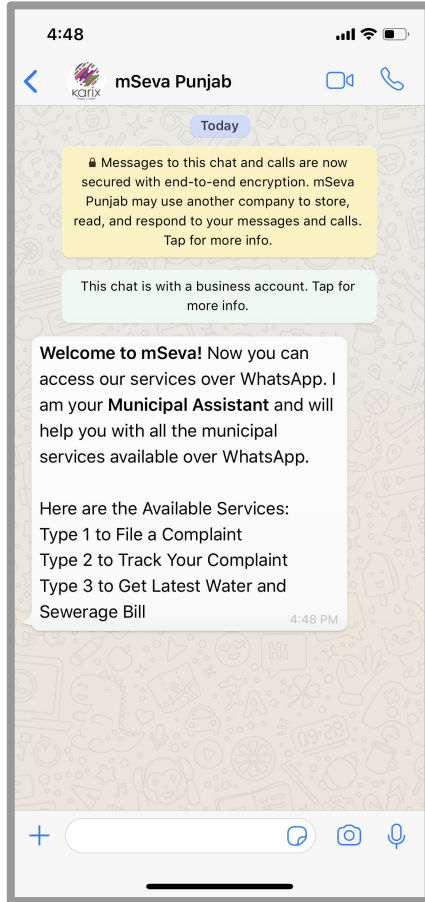 4:48
KARIX
mSeva Punjab
Today
Messages to this chat and calls are now
secured with end-to-end encryption. mSeva
Punjab may use another company to store,
read, and respond to your messages and calls.
Tap for more info.
This chat is with a business account. Tap for
more info.
Welcome to mSeva! Now you can
access our services over WhatsApp. I
am your Municipal Assistant and will
help you with all the municipal
services available over WhatsApp.
Here are the Available Services:
Type 1 to File a Complaint
Type 2 to Track Your Complaint
Type 3 to Get Latest Water and
Sewerage Bill
4:48 PM
Hi
09:28